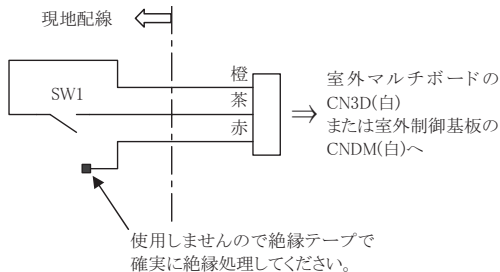 現地配線
SW1
橙
茶
赤
室外マルチボードの
CN3D(白)
または室外制御基板の
CNDM(白)へ
使用しませんので絶縁テープで
確実に絶縁処理してください。